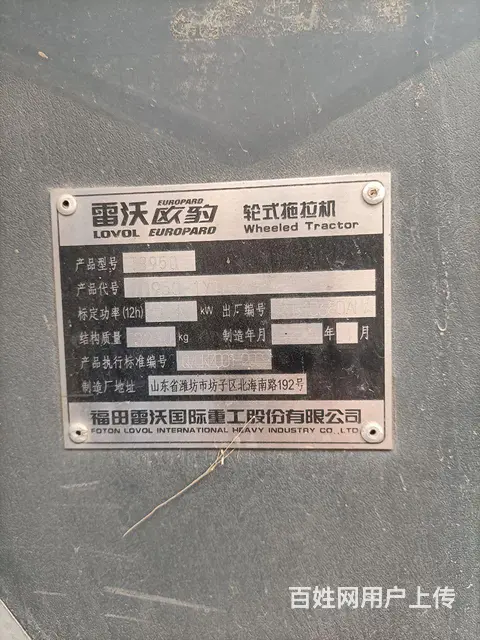 雷沃欧豹 EUROPARD 轮式拖拉机
LOVOL EUROPARD Wheeled Tractor
产品型号
产品代号
标定功率(12h) kW 出厂编号
结构质量 kg 制造年月 年 月
产品执行标准编号
制造厂地址 山东省潍坊市坊子区北海南路192号
福田雷沃国际重工股份有限公司
FOTON LOVOL INTERNATIONAL HEAVY INDUSTRY CO.,LTD.
百姓网用户上传